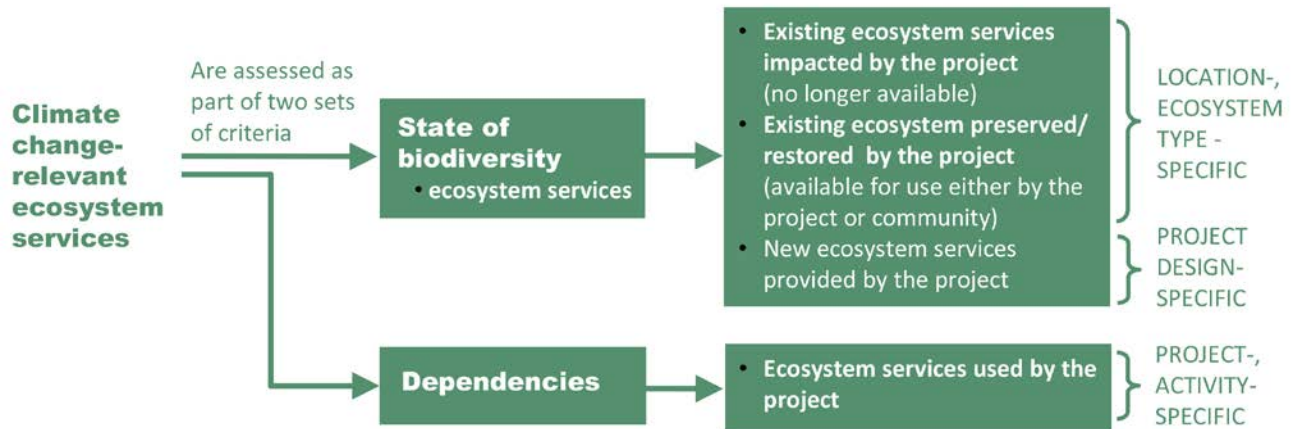 Climate
change-
relevant
ecosystem
services
Are assessed as
part of two sets
of criteria
State of
biodiversity
• ecosystem services
• Existing ecosystem services
impacted by the project
(no longer available)
• Existing ecosystem preserved/
restored by the project
(available for use either by the
project or community)
• New ecosystem services
provided by the project
LOCATION-,
ECOSYSTEM
TYPE -
SPECIFIC
PROJECT
DESIGN-
SPECIFIC
Dependencies
• Ecosystem services used by the
project
PROJECT-,
ACTIVITY-
SPECIFIC